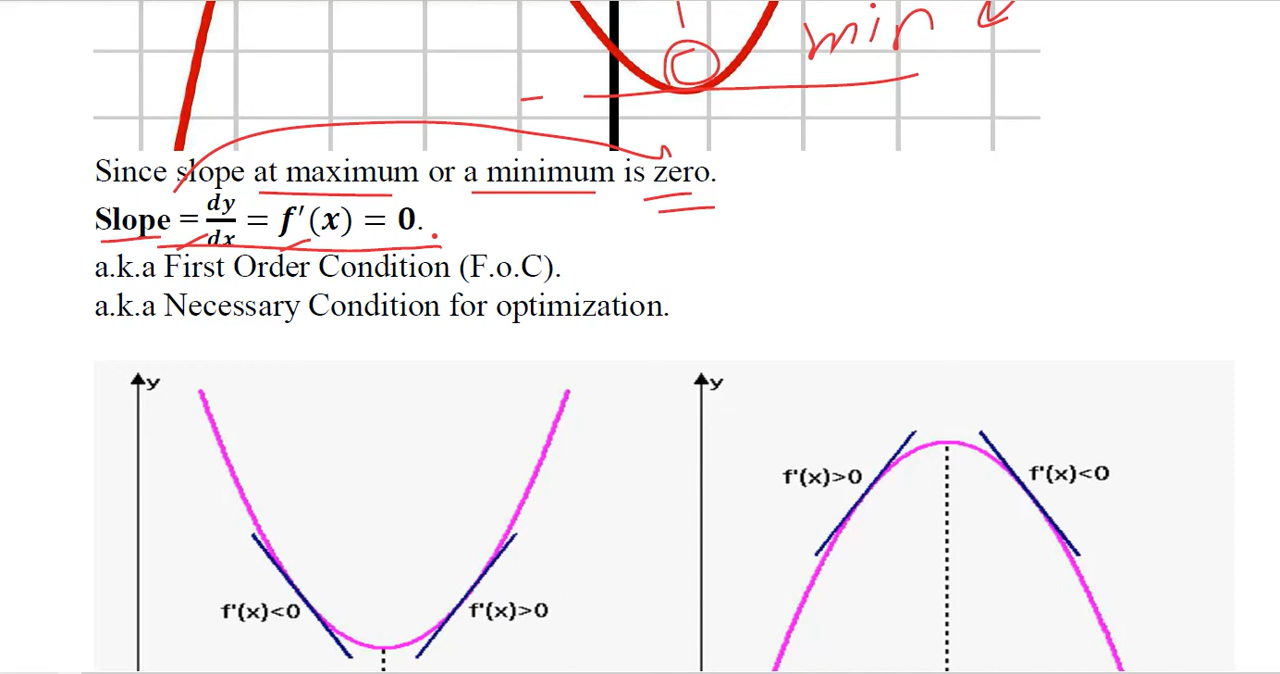 min
Since slope at maximum or a minimum is zero.
Slope = dy/dx = f'(x) = 0.
a.k.a First Order Condition (F.o.C).
a.k.a Necessary Condition for optimization.
y
y
f'(x)>0
f'(x)<0
f'(x)<0
f'(x)>0